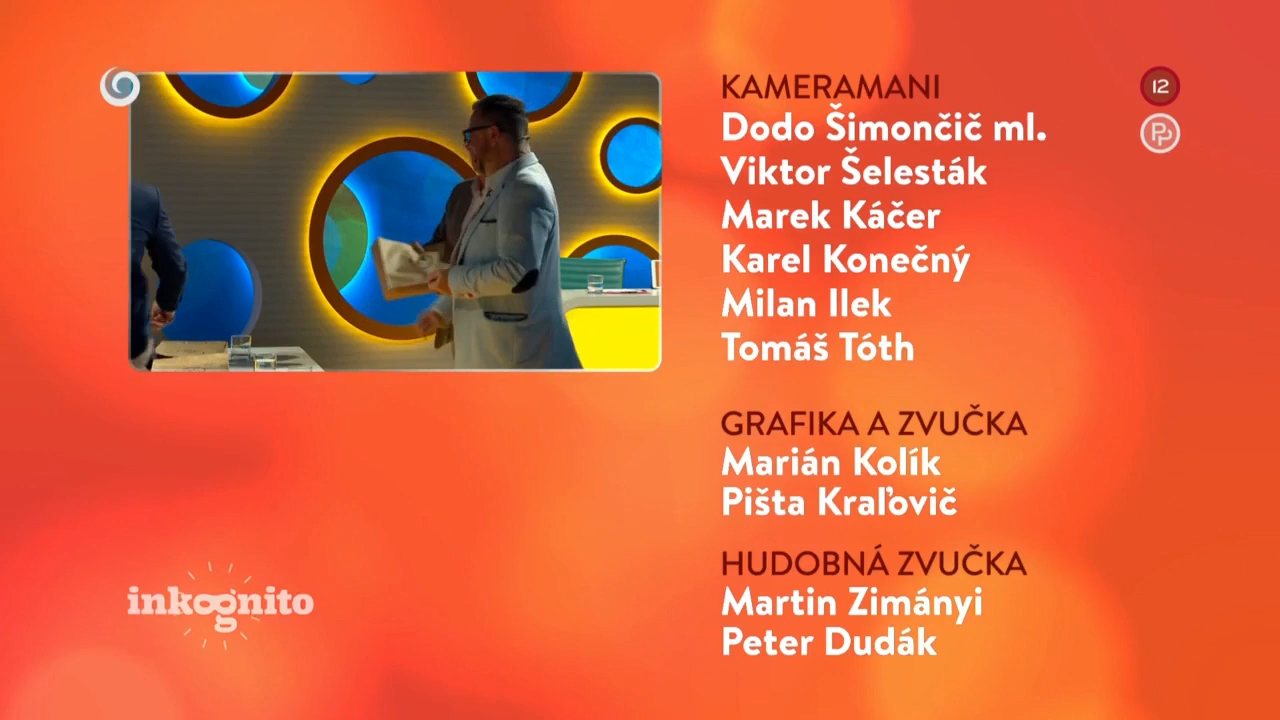 KAMERAMANI
Dodo Šimončič ml.
Viktor Šelesták
Marek Káčer
Karel Konečný
Milan Ilek
Tomáš Tóth
GRAFIKA A ZVUČKA
Marián Kolík
Pišta Kraľovič
HUDOBNÁ ZVUČKA
Martin Zimányi
Peter Dudák
12
PP
inkognito